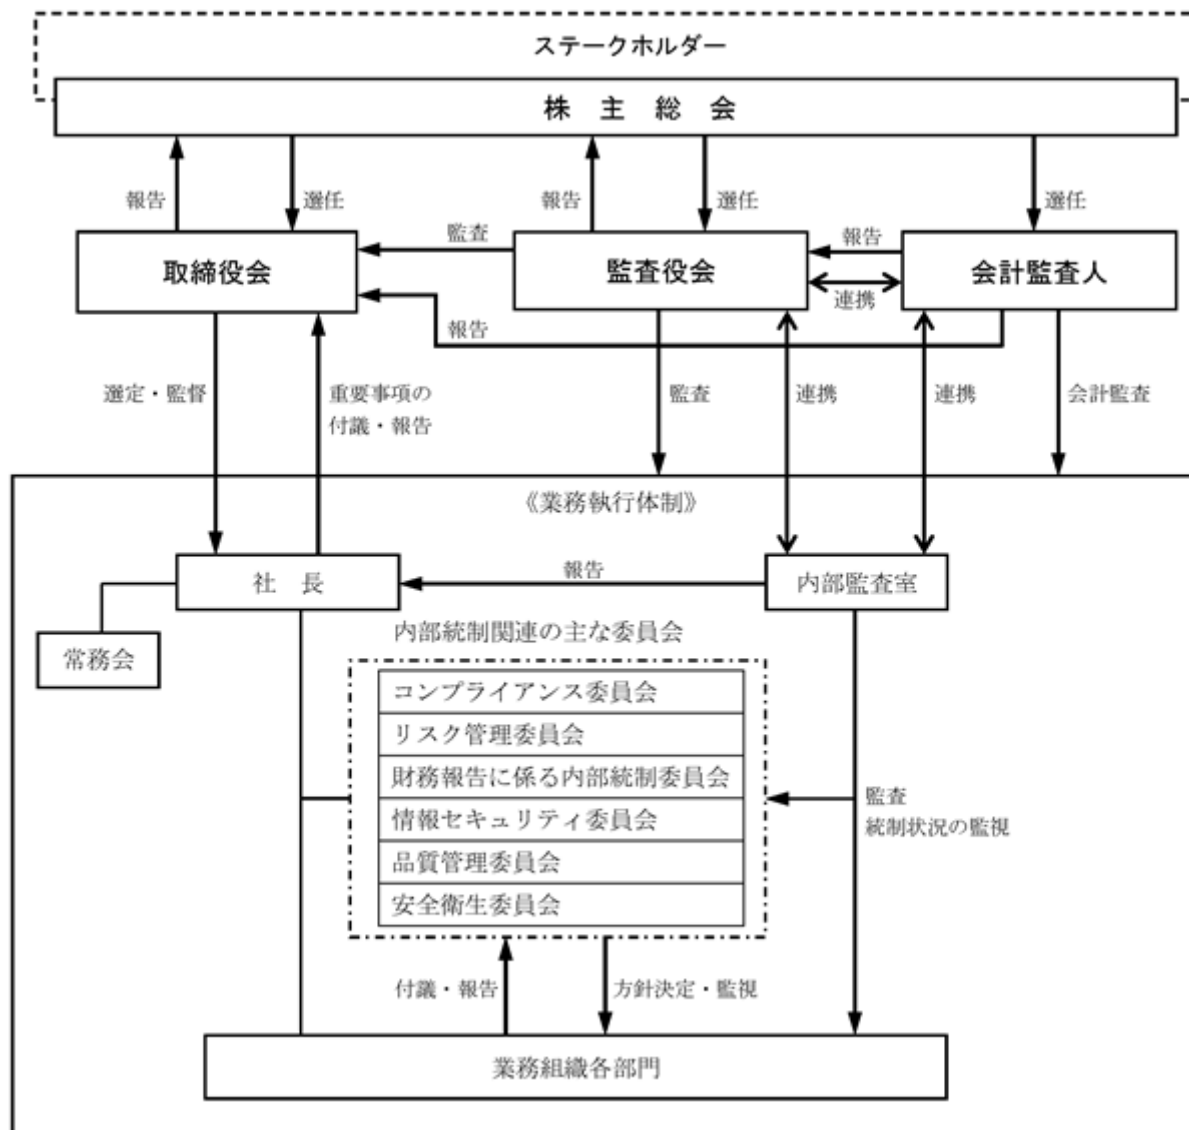 ステークホルダー
株 主 総 会
報告
選任
報告
選任
選任
取締役会
監査
監査役会
報告
連携
会計監査人
報告
選定・監督
重要事項の
付議・報告
監査
連携
連携
会計監査
《業務執行体制》
社 長
報告
内部監査室
常務会
内部統制関連の主な委員会
コンプライアンス委員会
リスク管理委員会
財務報告に係る内部統制委員会
情報セキュリティ委員会
品質管理委員会
安全衛生委員会
監査
統制状況の監視
付議・報告
方針決定・監視
業務組織各部門